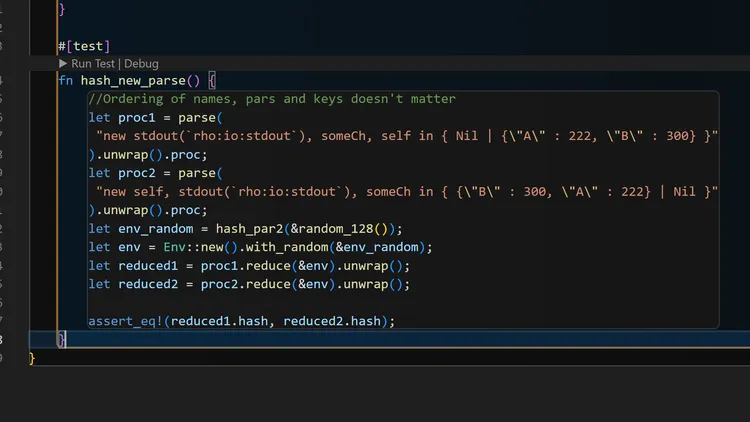 }
#[test]
▶ Run Test | Debug
fn hash_new_parse() {
//Ordering of names, pars and keys doesn't matter
let proc1 = parse(
"new stdout(`rho:io:stdout`), someCh, self in { Nil | {\"A\" : 222, \"B\" : 300} }"
).unwrap().proc;
let proc2 = parse(
"new self, stdout(`rho:io:stdout`), someCh in { {\"B\" : 300, \"A\" : 222} | Nil }"
).unwrap().proc;
let env_random = hash_par2(&random_128());
let env = Env::new().with_random(&env_random);
let reduced1 = proc1.reduce(&env).unwrap();
let reduced2 = proc2.reduce(&env).unwrap();
assert_eq!(reduced1.hash, reduced2.hash);
}
}